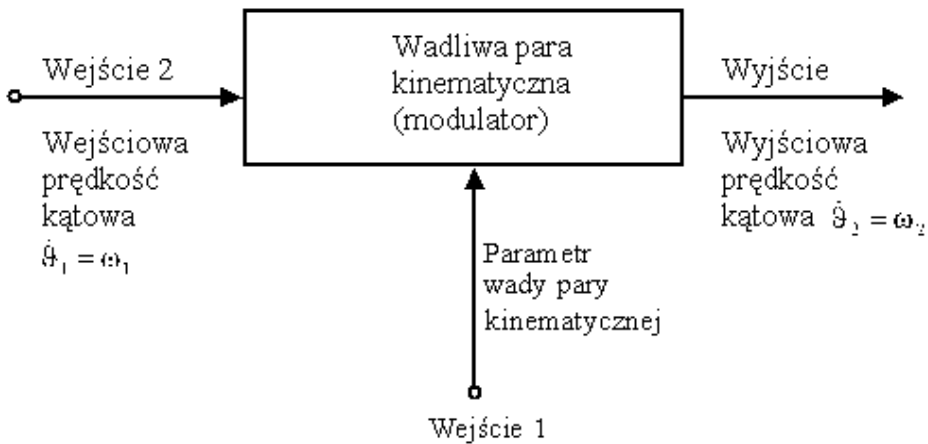 Wejście 2
Wejściowa
prędkość
kątowa
ϑ̇₁ = ω₁
Wadliwa para
kinematyczna
(modulator)
Wyjście
Wyjściowa
prędkość
kątowa ϑ̇₂ = ω₂
Parametr
wady pary
kinematycznej
Wejście 1